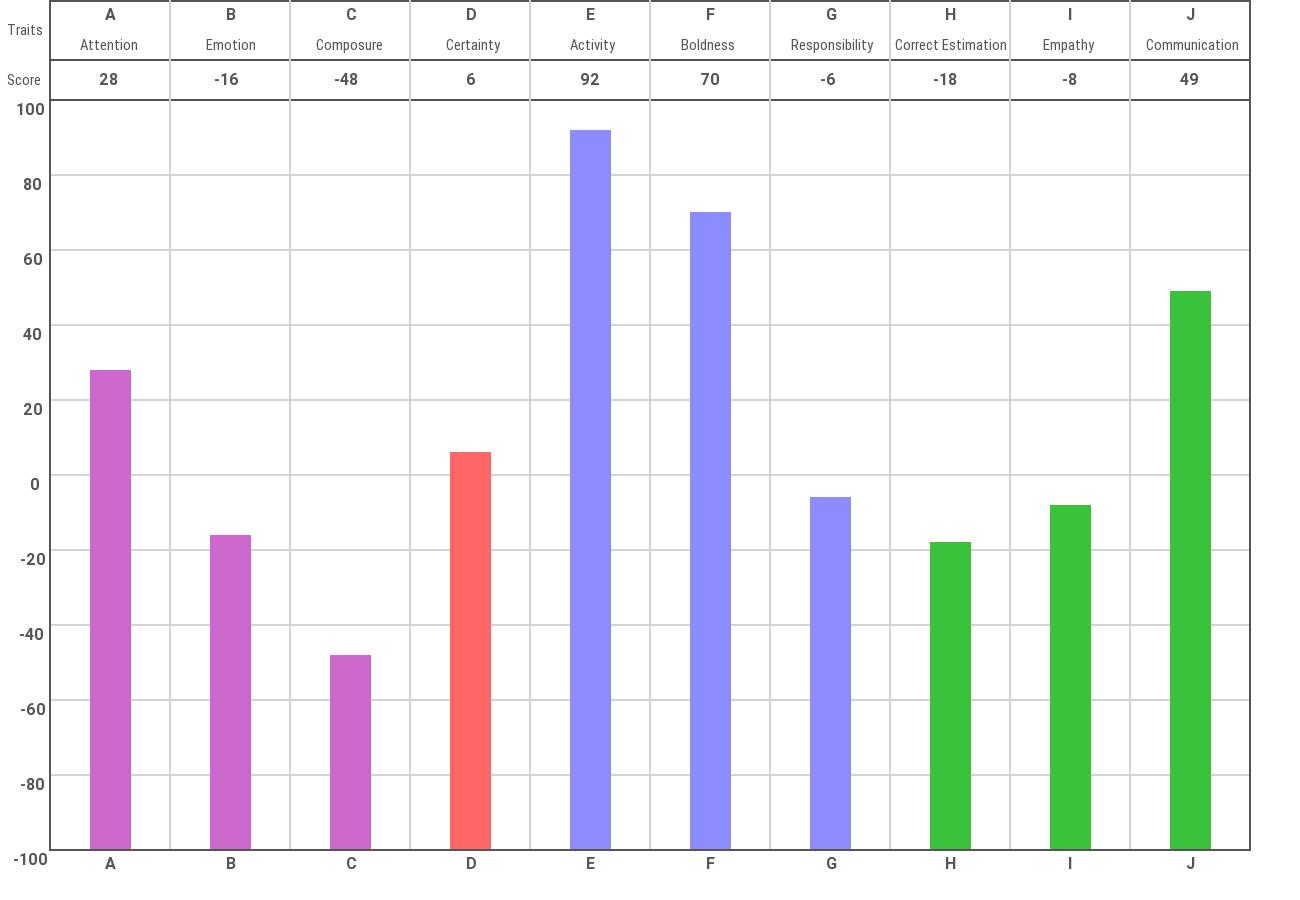 A B C D E F G H I J
Traits
Attention Emotion Composure Certainty Activity Boldness Responsibility Correct Estimation Empathy Communication
Score 28 -16 -48 6 92 70 -6 -18 -8 49
100
80
60
40
20
0
-20
-40
-60
-80
-100
A B C D E F G H I J